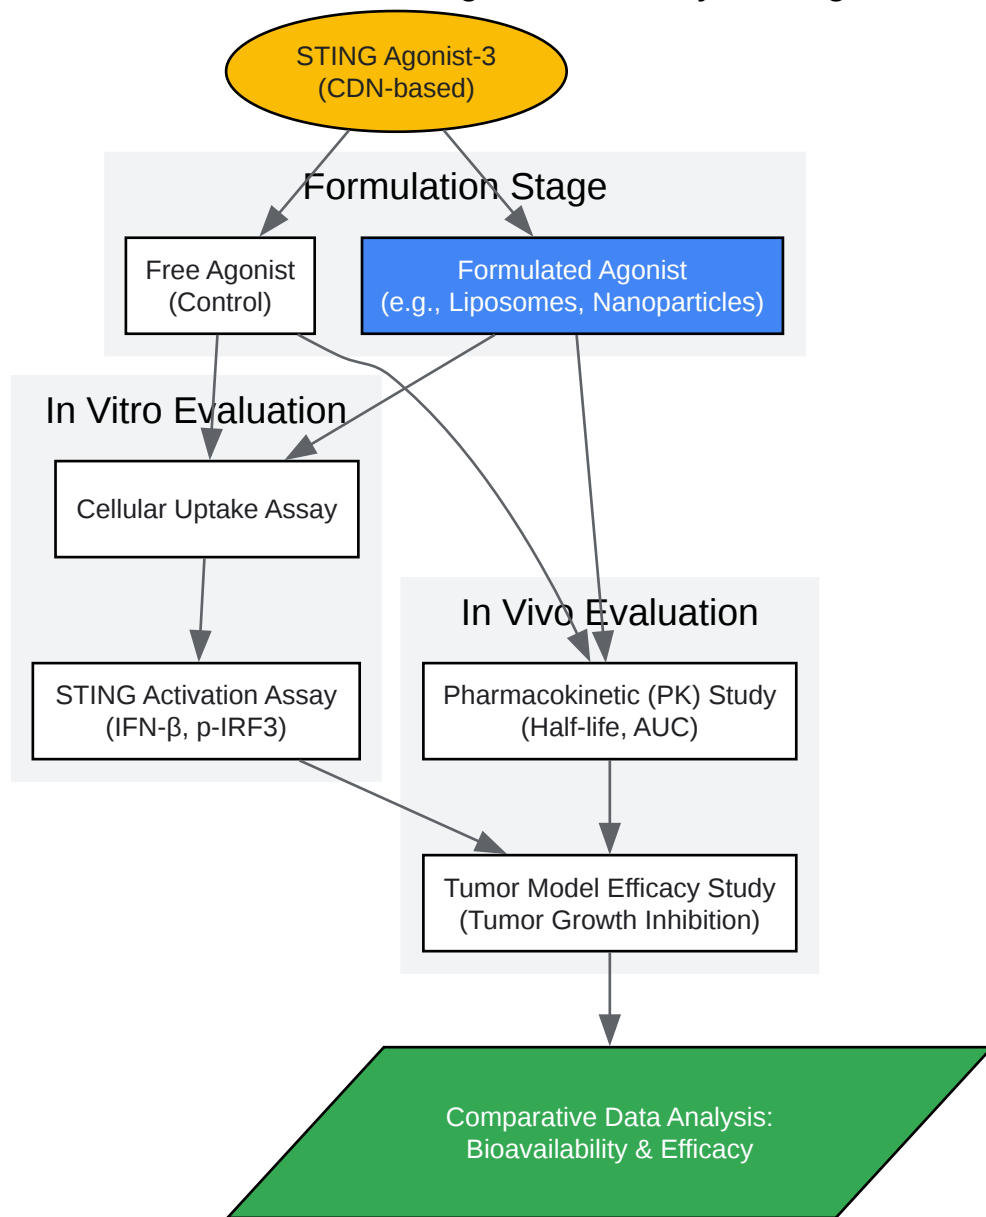 STING Agonist-3
(CDN-based)
Formulation Stage
Free Agonist
(Control)
Formulated Agonist
(e.g., Liposomes, Nanoparticles)
In Vitro Evaluation
Cellular Uptake Assay
In Vivo Evaluation
STING Activation Assay
(IFN-β, p-IRF3)
Pharmacokinetic (PK) Study
(Half-life, AUC)
Tumor Model Efficacy Study
(Tumor Growth Inhibition)
Comparative Data Analysis:
Bioavailability & Efficacy